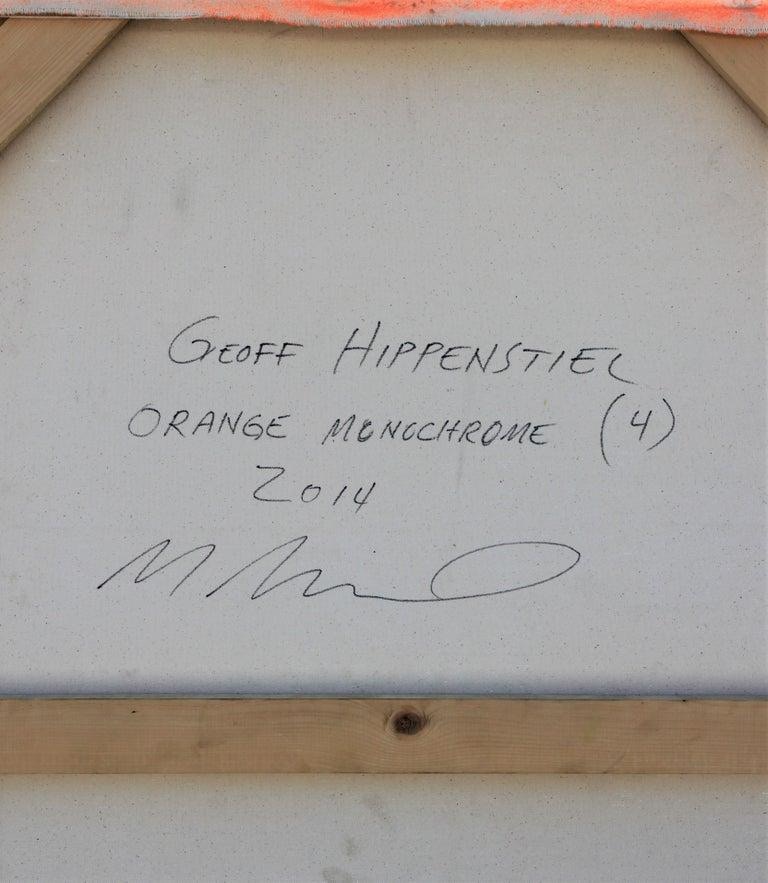 GEOFF HIPPENSTIEL
ORANGE MONOCHROME (4)
2014